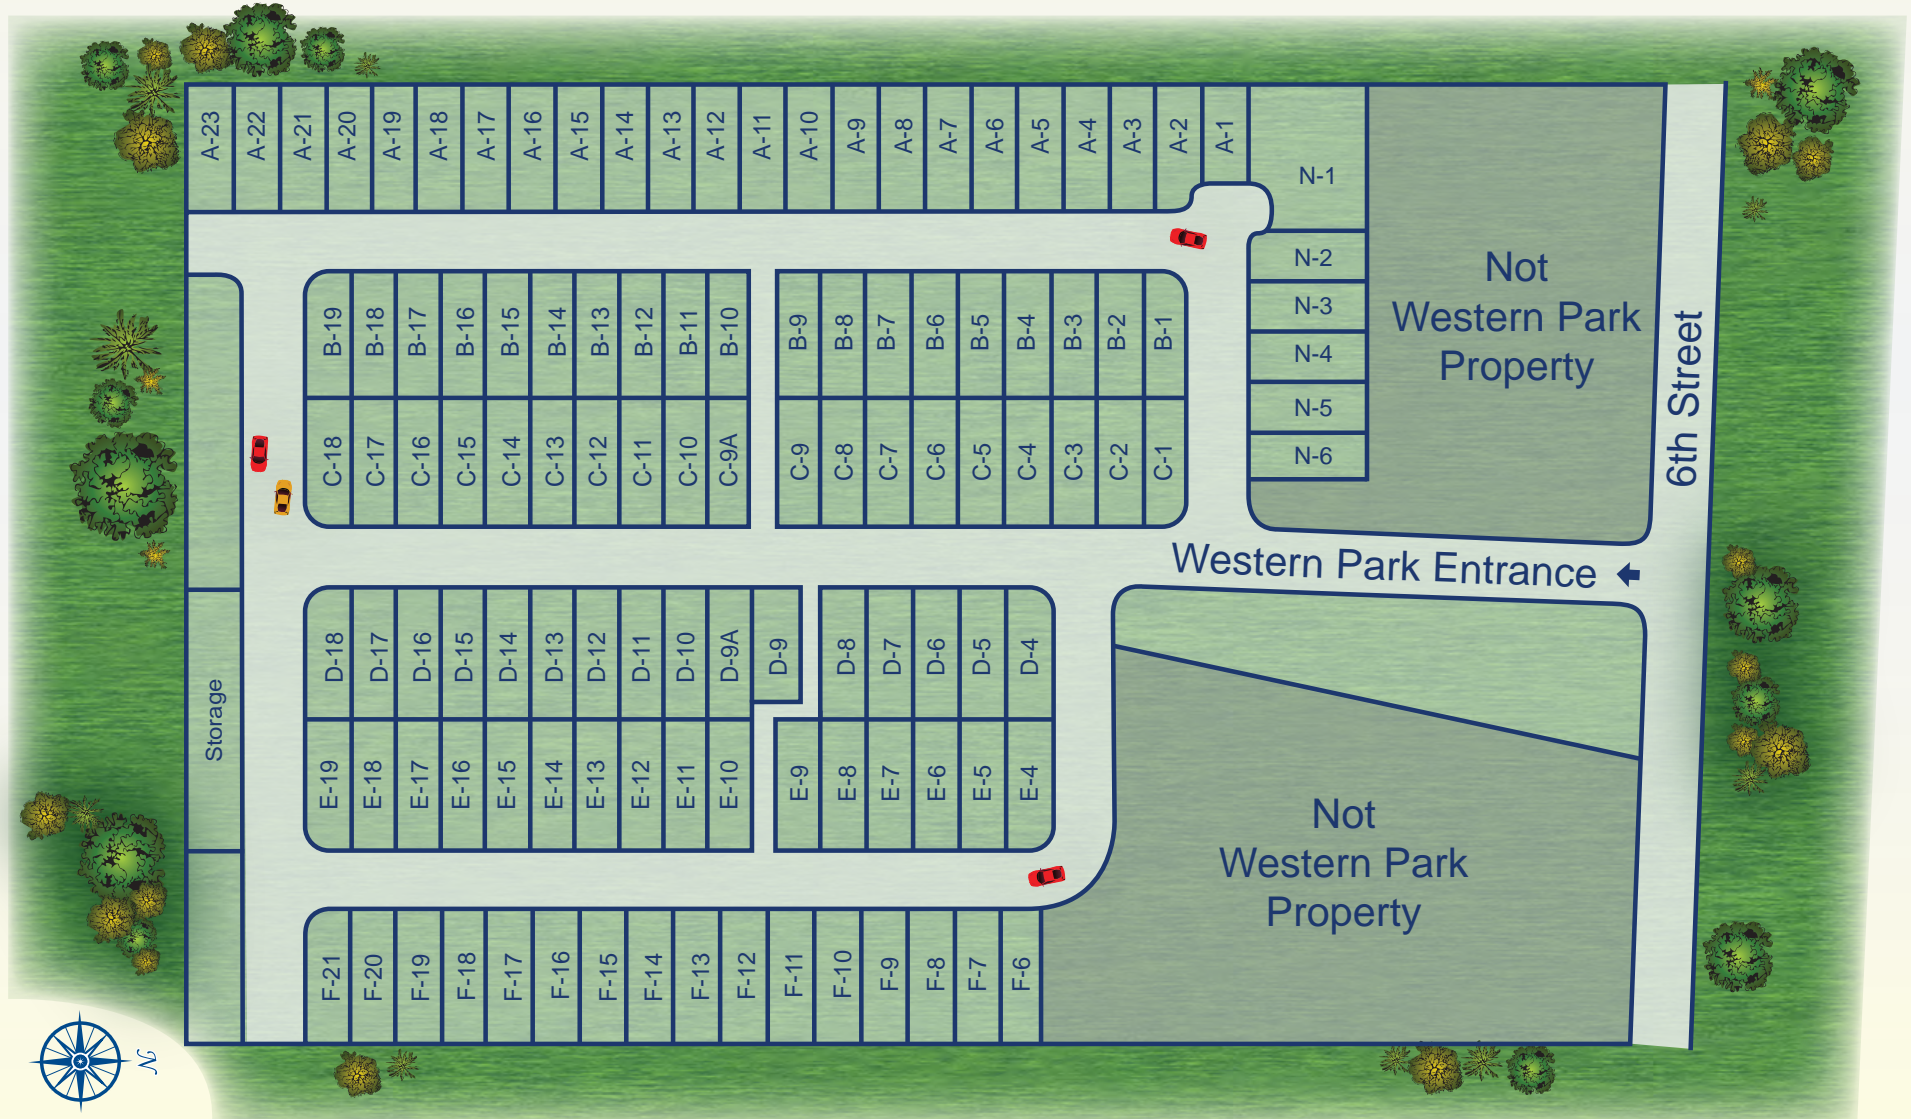 A-23
A-22
A-21
A-20
A-19
A-18
A-17
A-16
A-15
A-14
A-13
A-12
A-11
A-10
A-9
A-8
A-7
A-6
A-5
A-4
A-3
A-2
A-1
N-1
N-2
N-3
N-4
N-5
N-6
Not
Western Park
Property
6th Street
B-19
B-18
B-17
B-16
B-15
B-14
B-13
B-12
B-11
B-10
B-9
B-8
B-7
B-6
B-5
B-4
B-3
B-2
B-1
C-18
C-17
C-16
C-15
C-14
C-13
C-12
C-11
C-10
C-9A
C-9
C-8
C-7
C-6
C-5
C-4
C-3
C-2
C-1
Western Park Entrance
D-18
D-17
D-16
D-15
D-14
D-13
D-12
D-11
D-10
D-9A
D-9
D-8
D-7
D-6
D-5
D-4
Storage
E-19
E-18
E-17
E-16
E-15
E-14
E-13
E-12
E-11
E-10
E-9
E-8
E-7
E-6
E-5
E-4
Not
Western Park
Property
F-21
F-20
F-19
F-18
F-17
F-16
F-15
F-14
F-13
F-12
F-11
F-10
F-9
F-8
F-7
F-6
N